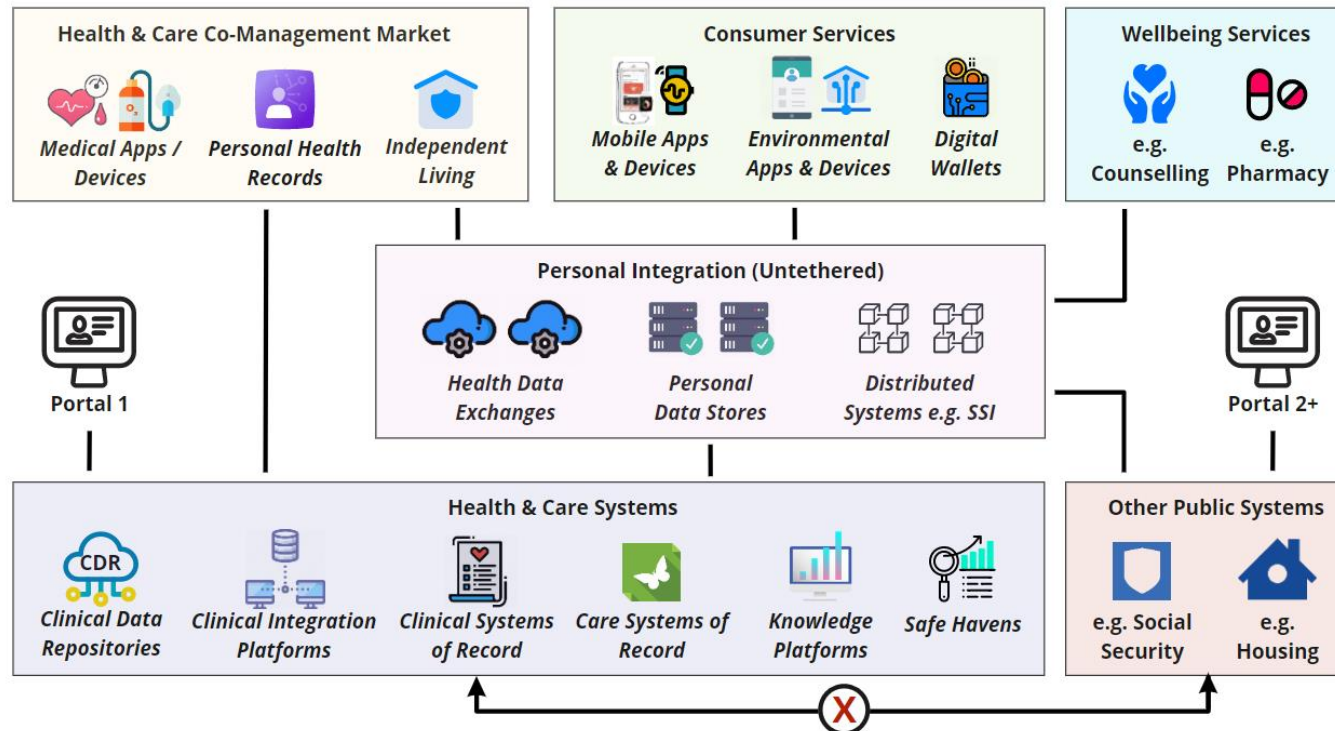 Health & Care Co-Management Market
Medical Apps /
Devices
Personal Health
Records
Independent
Living
Consumer Services
Mobile Apps
& Devices
Environmental
Apps & Devices
Digital
Wallets
Wellbeing Services
e.g.
Counselling
e.g.
Pharmacy
Personal Integration (Untethered)
Health Data
Exchanges
Personal
Data Stores
Distributed
Systems e.g. SSI
Portal 1
Portal 2+
Health & Care Systems
CDR
Clinical Data
Repositories
Clinical Integration
Platforms
Clinical Systems
of Record
Care Systems of
Record
Knowledge
Platforms
Safe Havens
Other Public Systems
e.g. Social
Security
e.g.
Housing
X